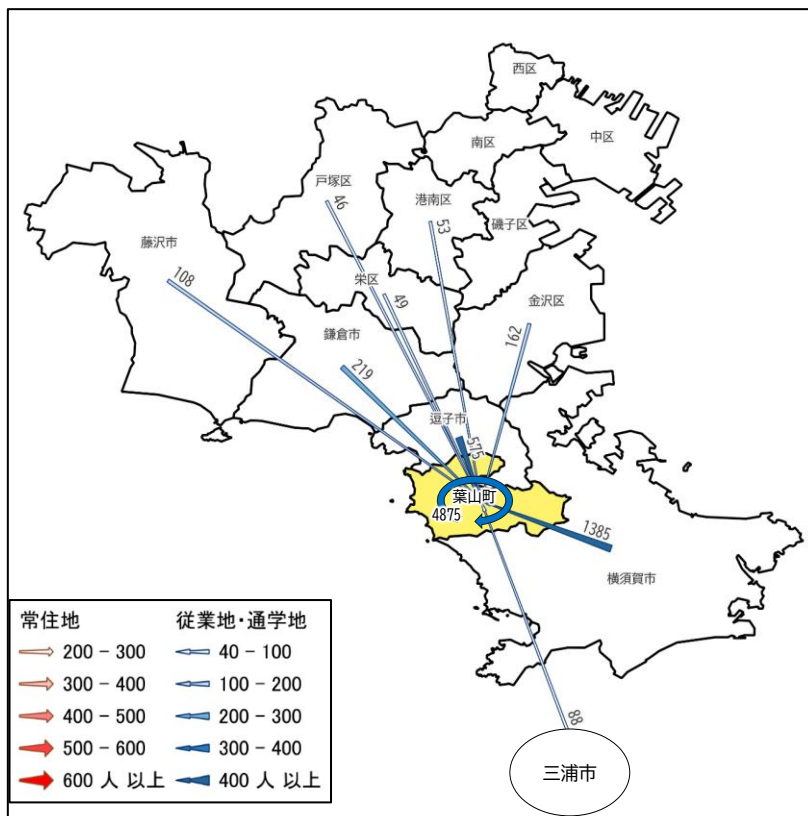 西区
中区
南区
戸塚区
46
港南区
53
磯子区
藤沢市
108
栄区
49
金沢区
162
鎌倉市
219
逗子市
575
葉山町
4875
1385
横須賀市
88
三浦市
常住地 従業地・通学地
200 – 300 40 – 100
300 – 400 100 – 200
400 – 500 200 – 300
500 – 600 300 – 400
600 人 以上 400 人 以上